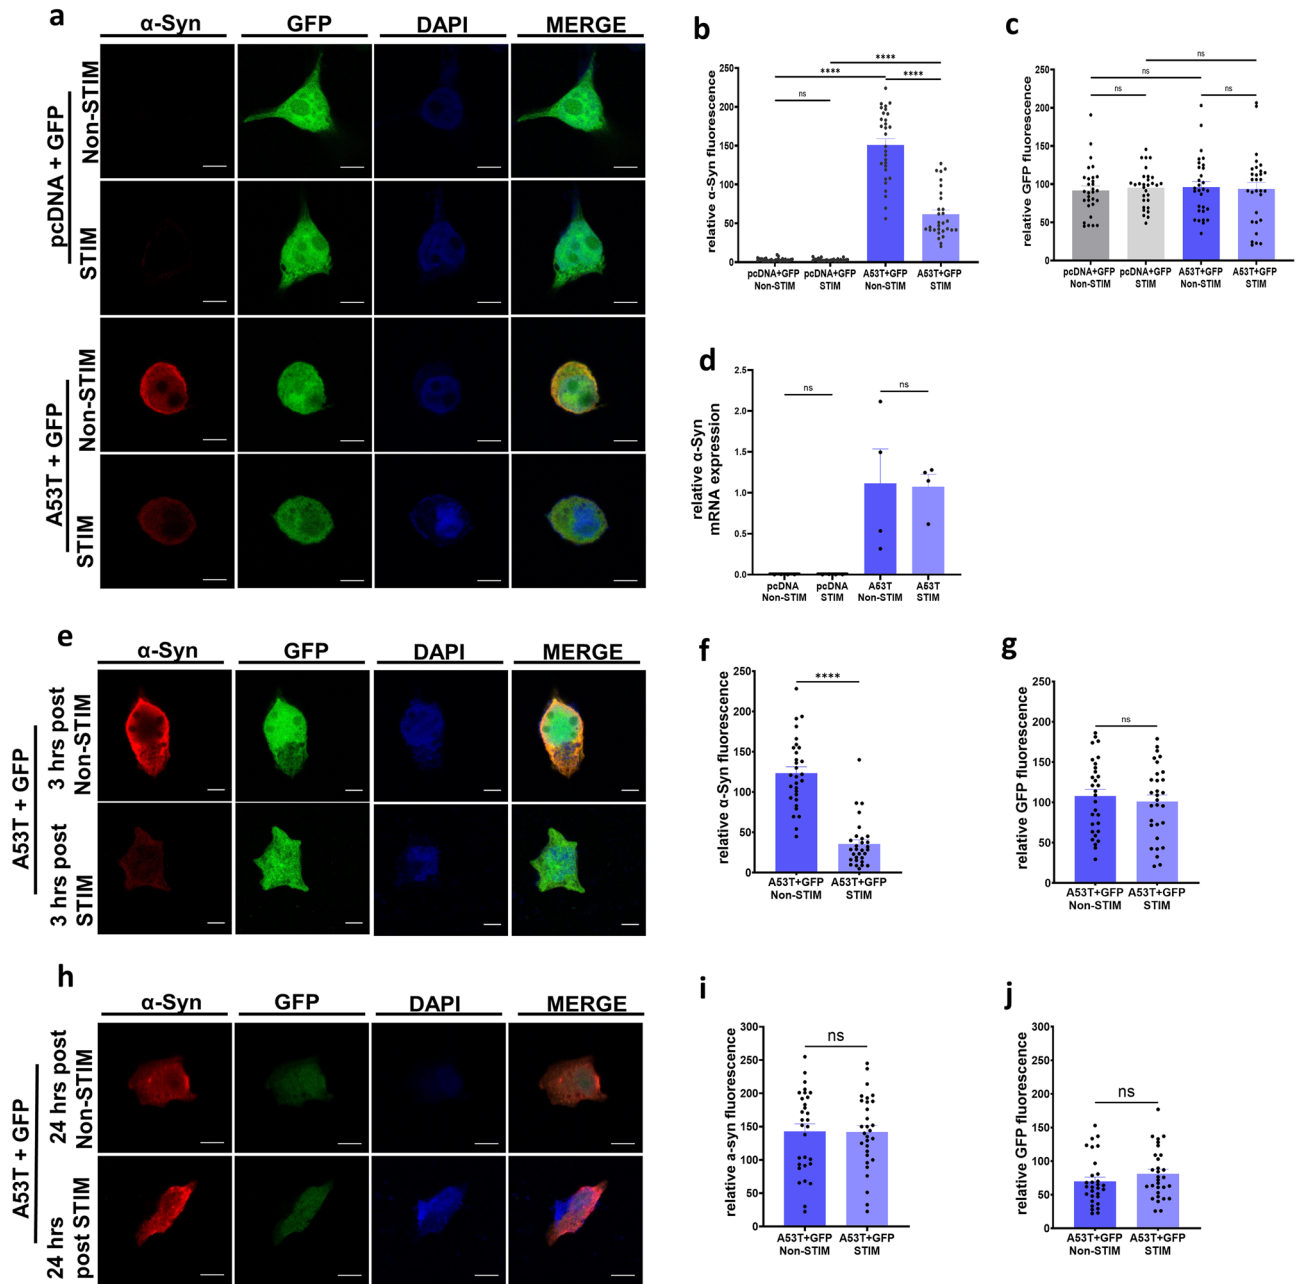 a
α-Syn GFP DAPI MERGE
pcDNA + GFP
Non-STIM
STIM
A53T + GFP
Non-STIM
STIM
b
relative α-Syn fluorescence
250
200
150
100
50
0
ns
****
****
****
pcDNA+GFP Non-STIM
pcDNA+GFP STIM
A53T+GFP Non-STIM
A53T+GFP STIM
c
relative GFP fluorescence
250
200
150
100
50
0
ns
ns
ns
ns
pcDNA+GFP Non-STIM
pcDNA+GFP STIM
A53T+GFP Non-STIM
A53T+GFP STIM
d
relative α-Syn
mRNA expression
2.5
2.0
1.5
1.0
0.5
0.0
ns
ns
pcDNA Non-STIM
pcDNA STIM
A53T Non-STIM
A53T STIM
e
α-Syn GFP DAPI MERGE
A53T + GFP
3 hrs post
Non-STIM
3 hrs post
STIM
f
relative α-Syn fluorescence
250
200
150
100
50
0
****
A53T+GFP Non-STIM
A53T+GFP STIM
g
relative GFP fluorescence
250
200
150
100
50
0
ns
A53T+GFP Non-STIM
A53T+GFP STIM
h
α-Syn GFP DAPI MERGE
A53T + GFP
24 hrs post
Non-STIM
24 hrs
post STIM
i
relative a-syn fluorescence
300
250
200
150
100
50
0
ns
A53T+GFP Non-STIM
A53T+GFP STIM
j
relative GFP fluorescence
300
250
200
150
100
50
0
ns
A53T+GFP Non-STIM
A53T+GFP STIM